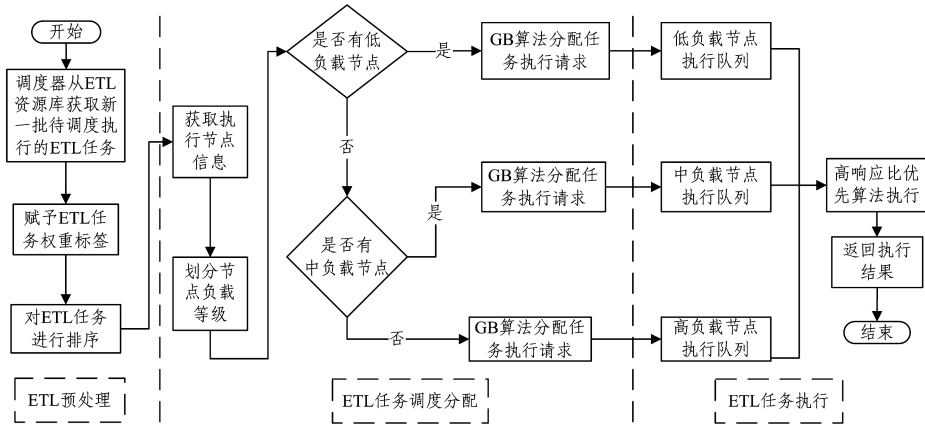 开始
调度器从ETL
资源库获取新
一批待调度执
行的ETL任务
赋予ETL任
务权重标签
对ETL任务
进行排序
ETL预处理
获取执
行节点
信息
划分节
点负载
等级
是否有低
负载节点
是
否
是否有
中负载节点
是
否
GB算法分配任
务执行请求
GB算法分配任
务执行请求
GB算法分配任
务执行请求
ETL任务调度分配
低负载节点
执行队列
中负载节点
执行队列
高负载节点
执行队列
高响应比优
先算法执行
返回执行
结果
结束
ETL任务执行